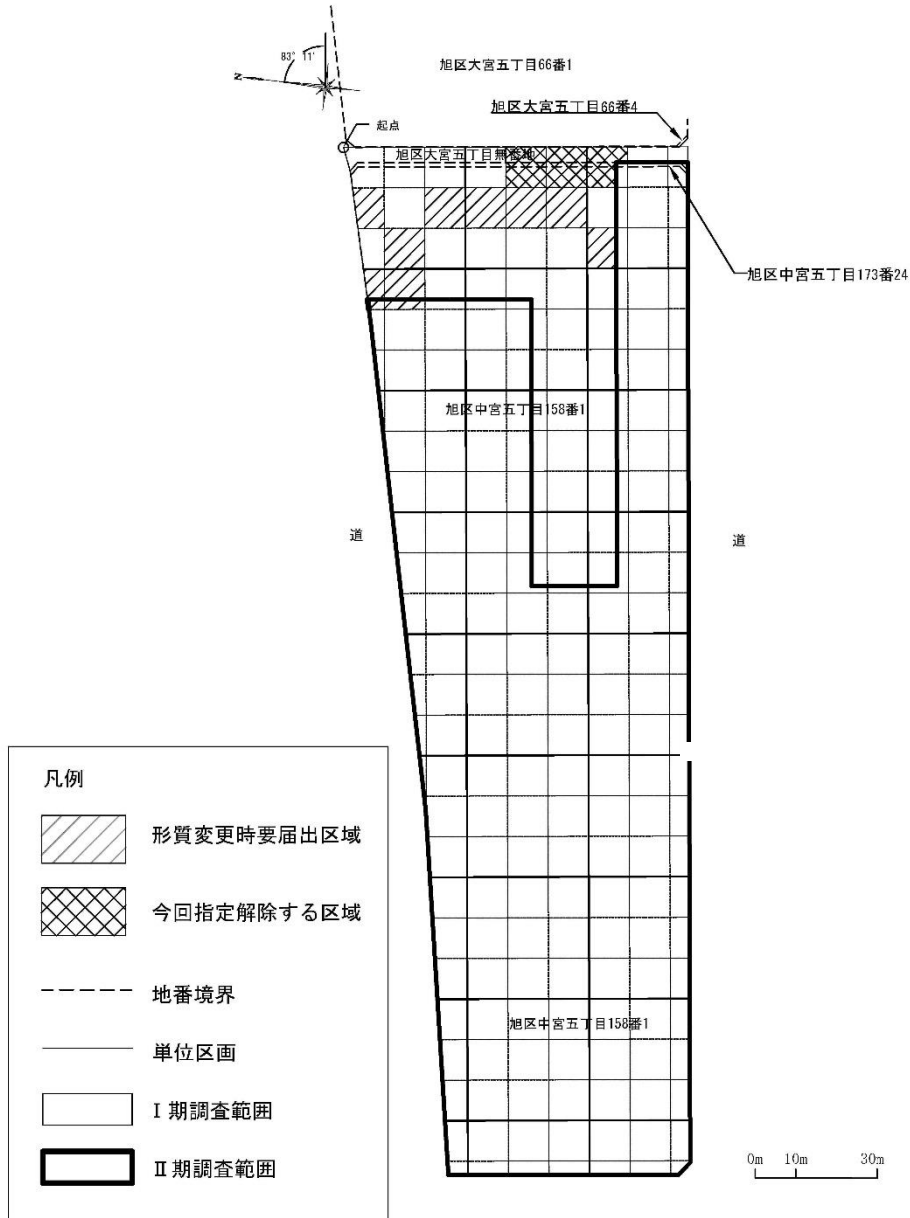 83° 11′
N
旭区大宮五丁目66番1
旭区大宮五丁目66番4
起点
旭区大宮五丁目無番地
旭区中宮五丁目173番24
旭区中宮五丁目158番1
道
道
凡例
形質変更時要届出区域
今回指定解除する区域
地番境界
単位区画
Ⅰ期調査範囲
Ⅱ期調査範囲
旭区中宮五丁目158番1
0m 10m 30m